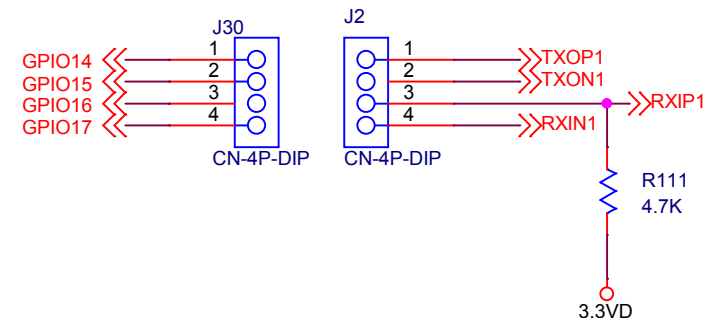 J30
GPIO14
GPIO15
GPIO16
GPIO17
1
2
3
4
CN-4P-DIP
J2
1
2
3
4
CN-4P-DIP
TXOP1
TXON1
RXIP1
RXIN1
R111
4.7K
3.3VD